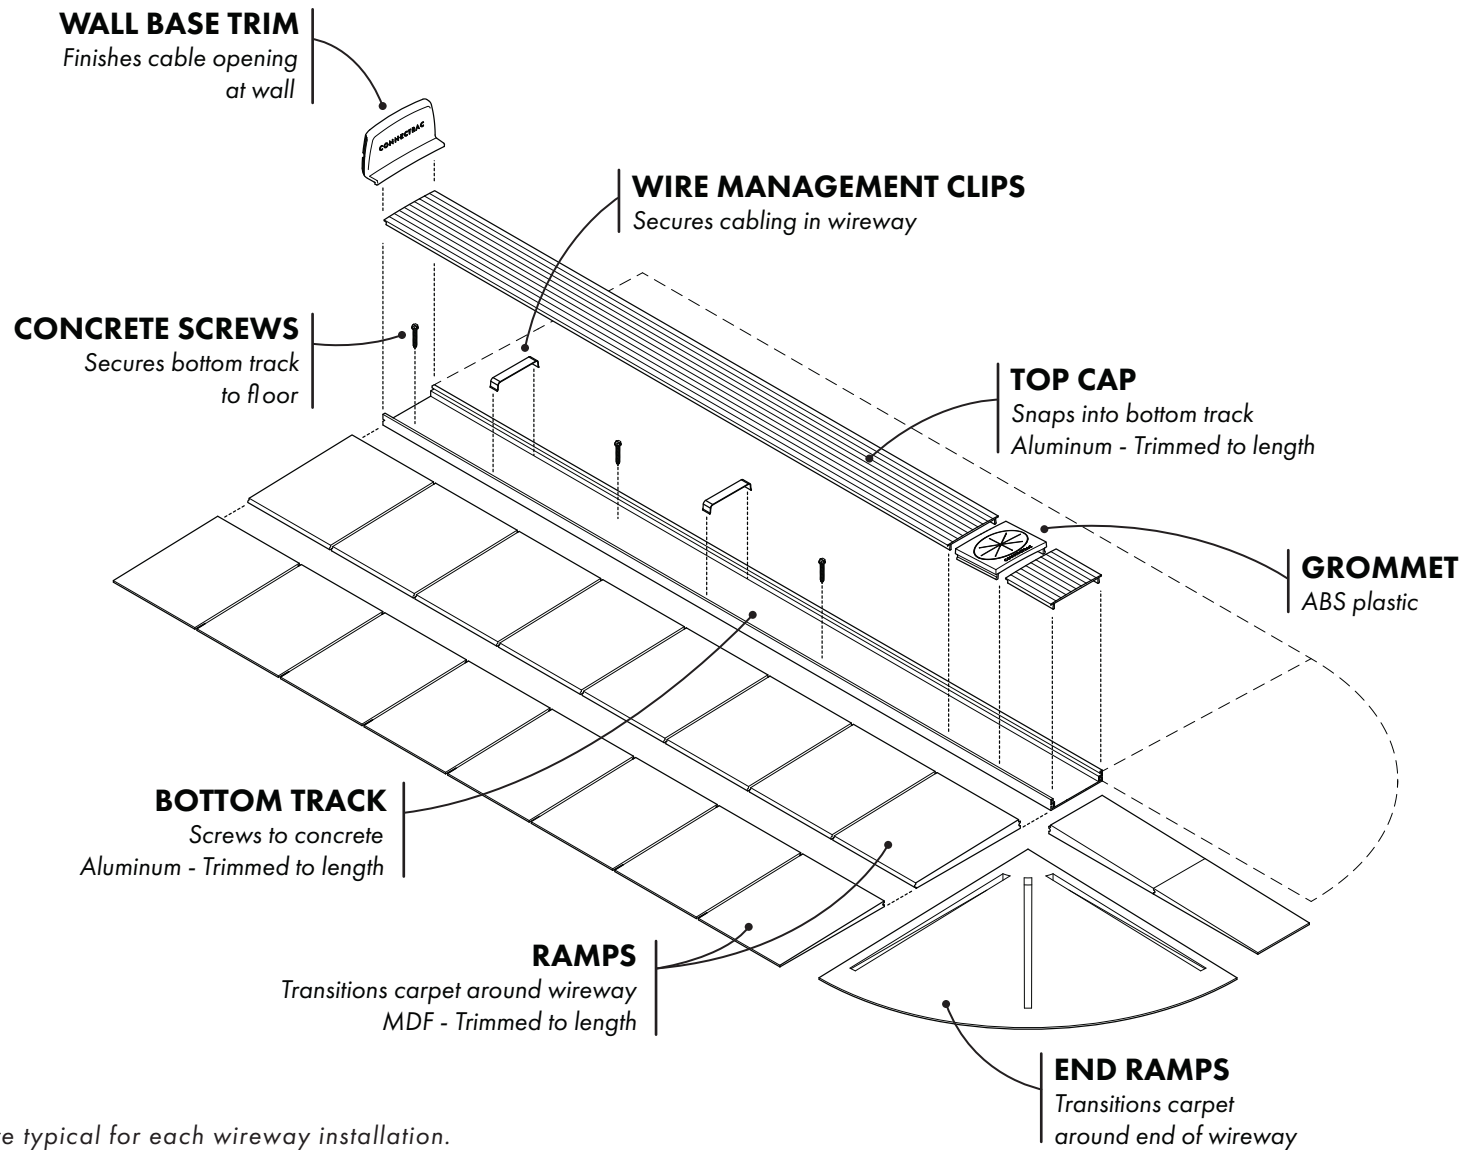 WALL BASE TRIM
Finishes cable opening
at wall
CONNECTRAC
WIRE MANAGEMENT CLIPS
Secures cabling in wireway
CONCRETE SCREWS
Secures bottom track
to floor
TOP CAP
Snaps into bottom track
Aluminum - Trimmed to length
GROMMET
ABS plastic
BOTTOM TRACK
Screws to concrete
Aluminum - Trimmed to length
RAMPS
Transitions carpet around wireway
MDF - Trimmed to length
END RAMPS
Transitions carpet
around end of wireway
typical for each wireway installation.